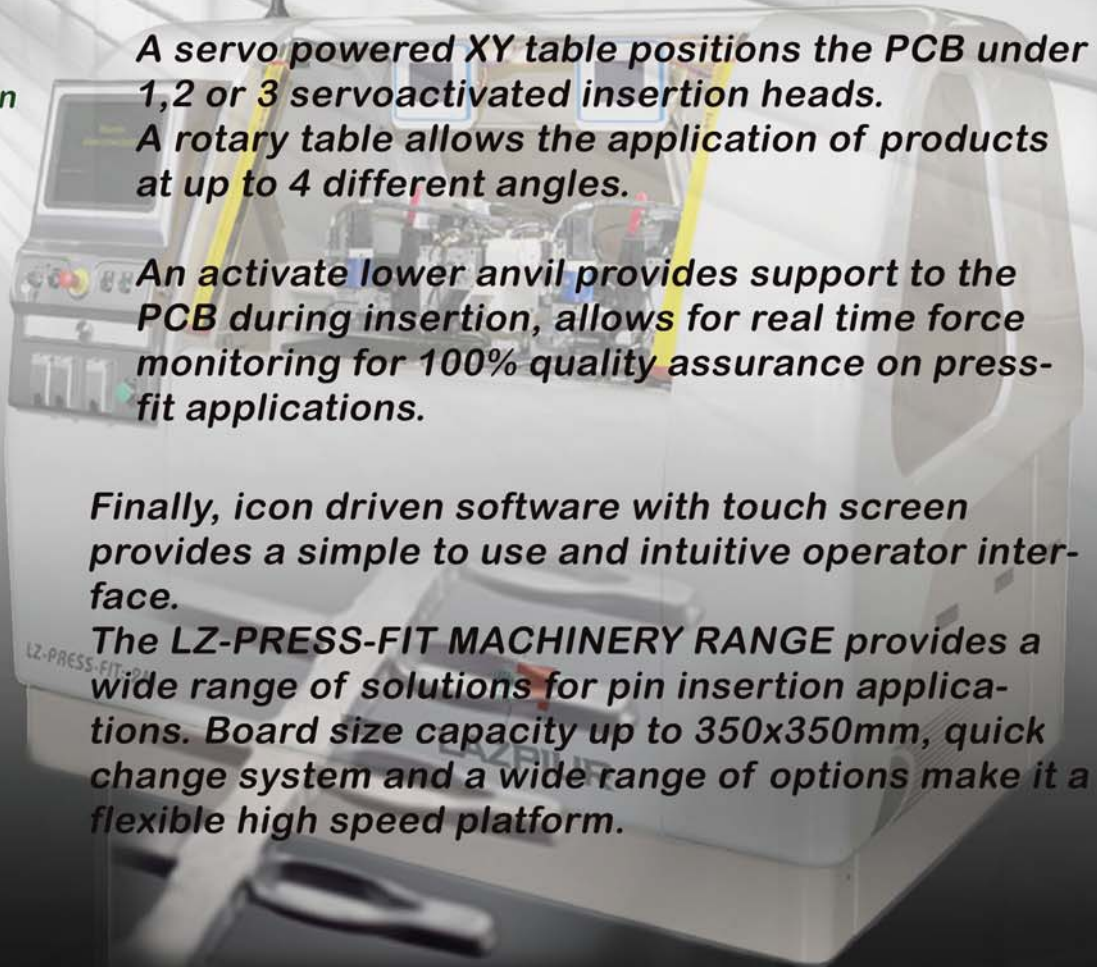 A servo powered XY table positions the PCB under
n
1,2 or 3 servoactivated insertion heads.
A rotary table allows the application of products
at up to 4 different angles.
An activate lower anvil provides support to the
PCB during insertion, allows for real time force
monitoring for 100% quality assurance on press-
fit applications.
Finally, icon driven software with touch screen
provides a simple to use and intuitive operator inter-
face.
The LZ-PRESS-FIT MACHINERY RANGE provides a
LZ-PRESS-FIT
wide range of solutions for pin insertion applica-
tions. Board size capacity up to 350x350mm, quick
LAZPIUR
change system and a wide range of options make it a
flexible high speed platform.